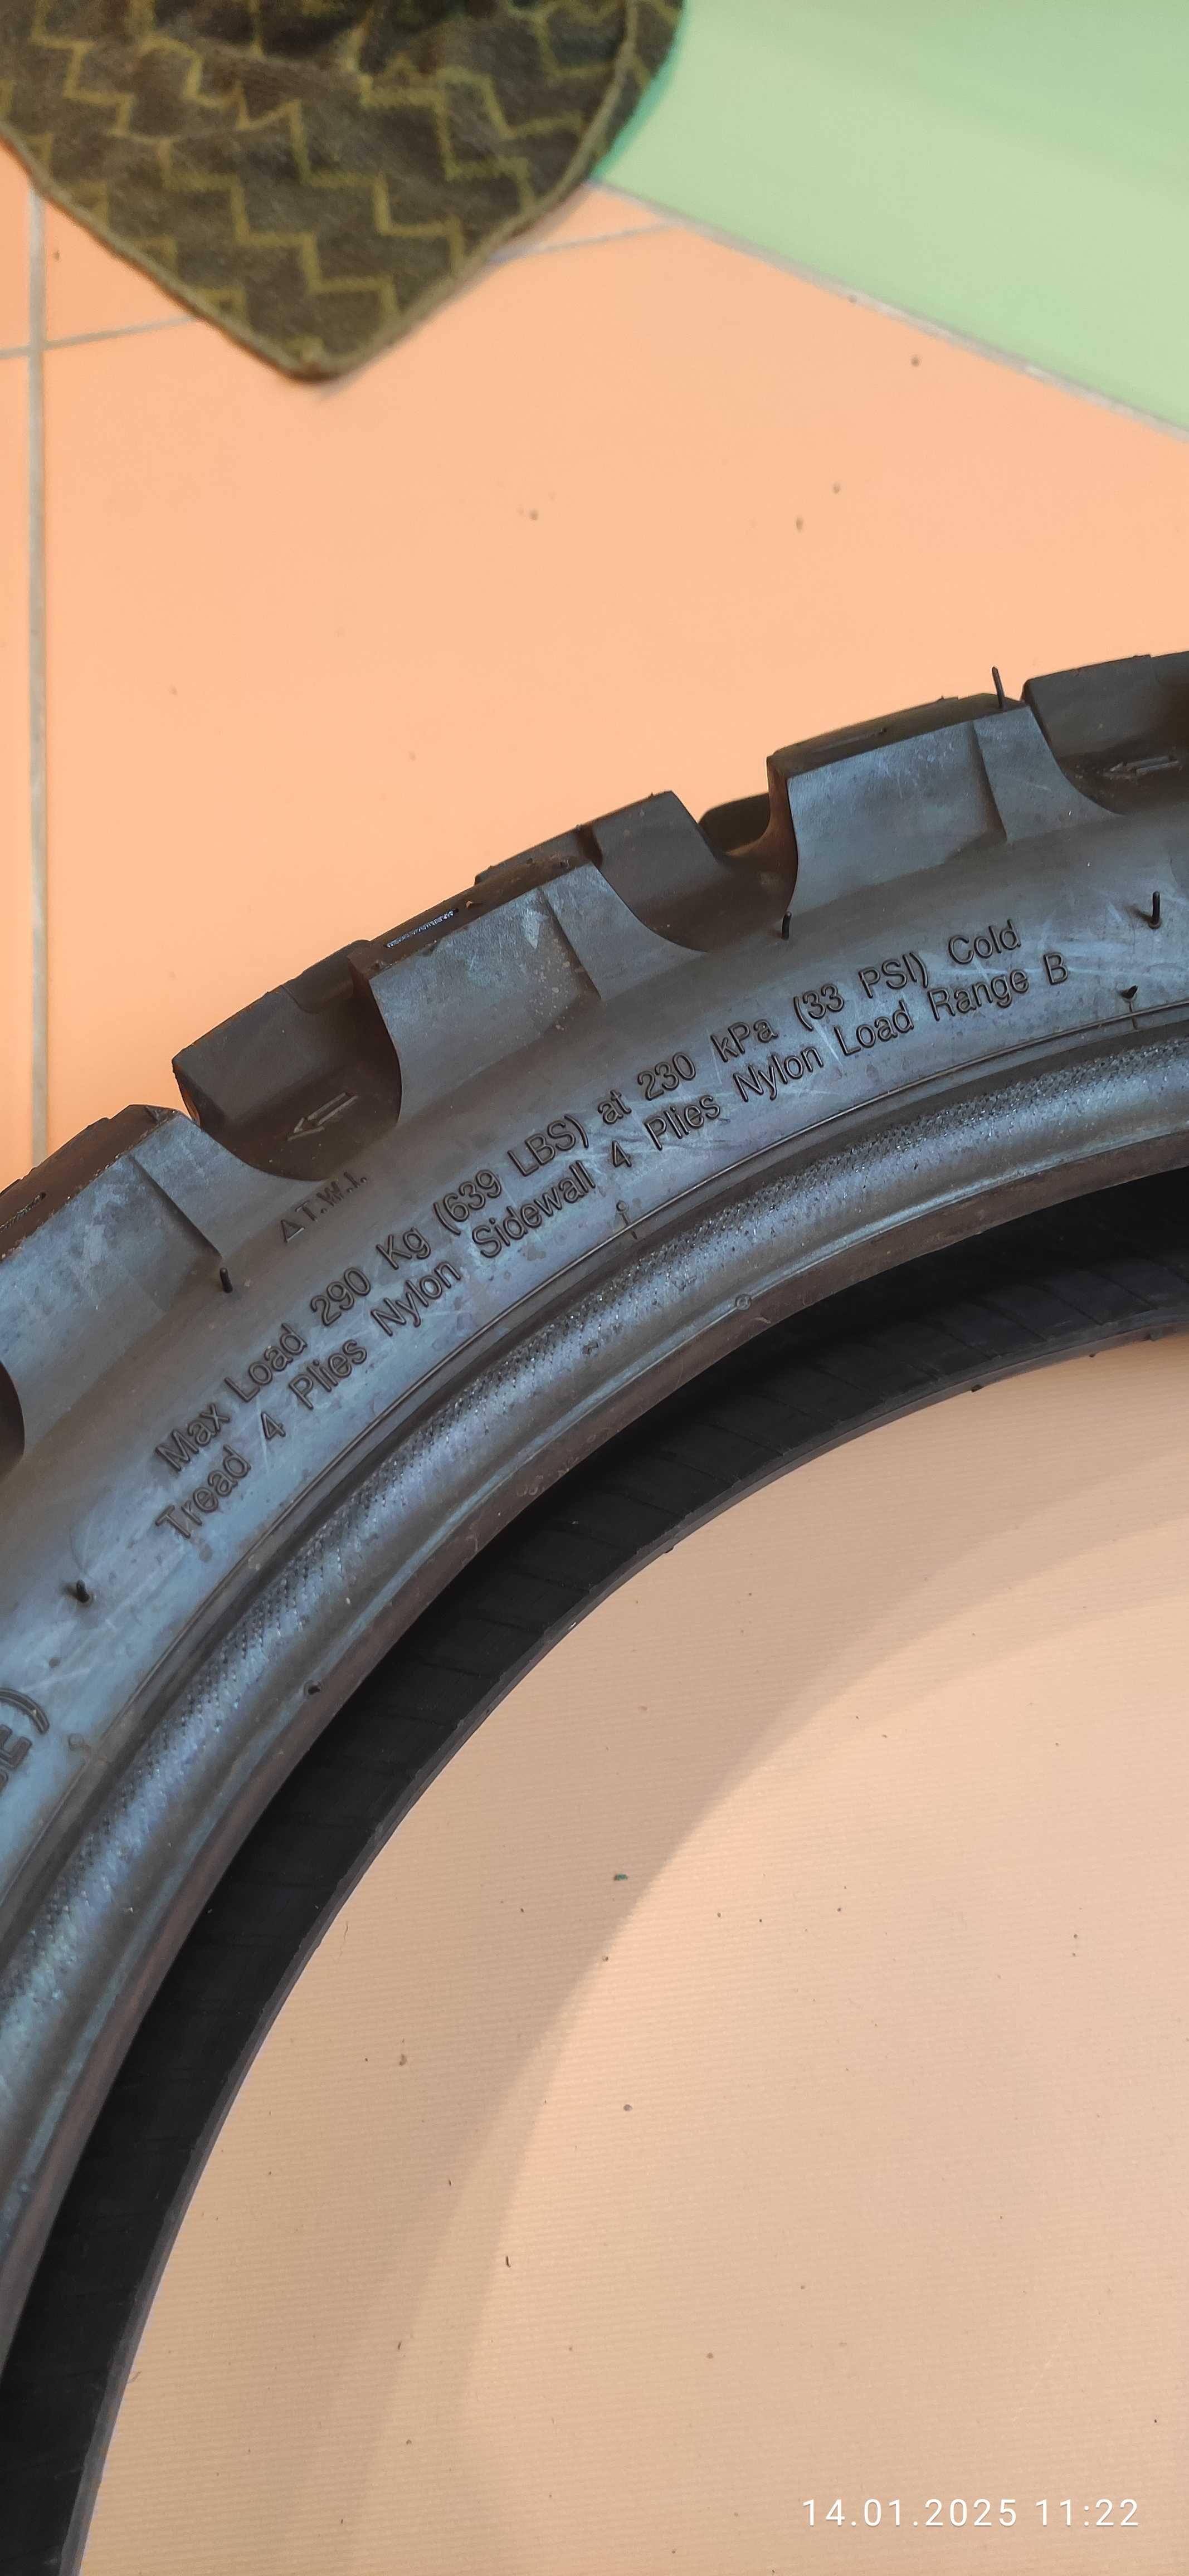 △ T.W.I.
Max Load 290 Kg (639 LBS) at 230 kPa (33 PSI) Cold
Tread 4 Plies Nylon Sidewall 4 Plies Nylon Load Range B
14.01.2025 11:22